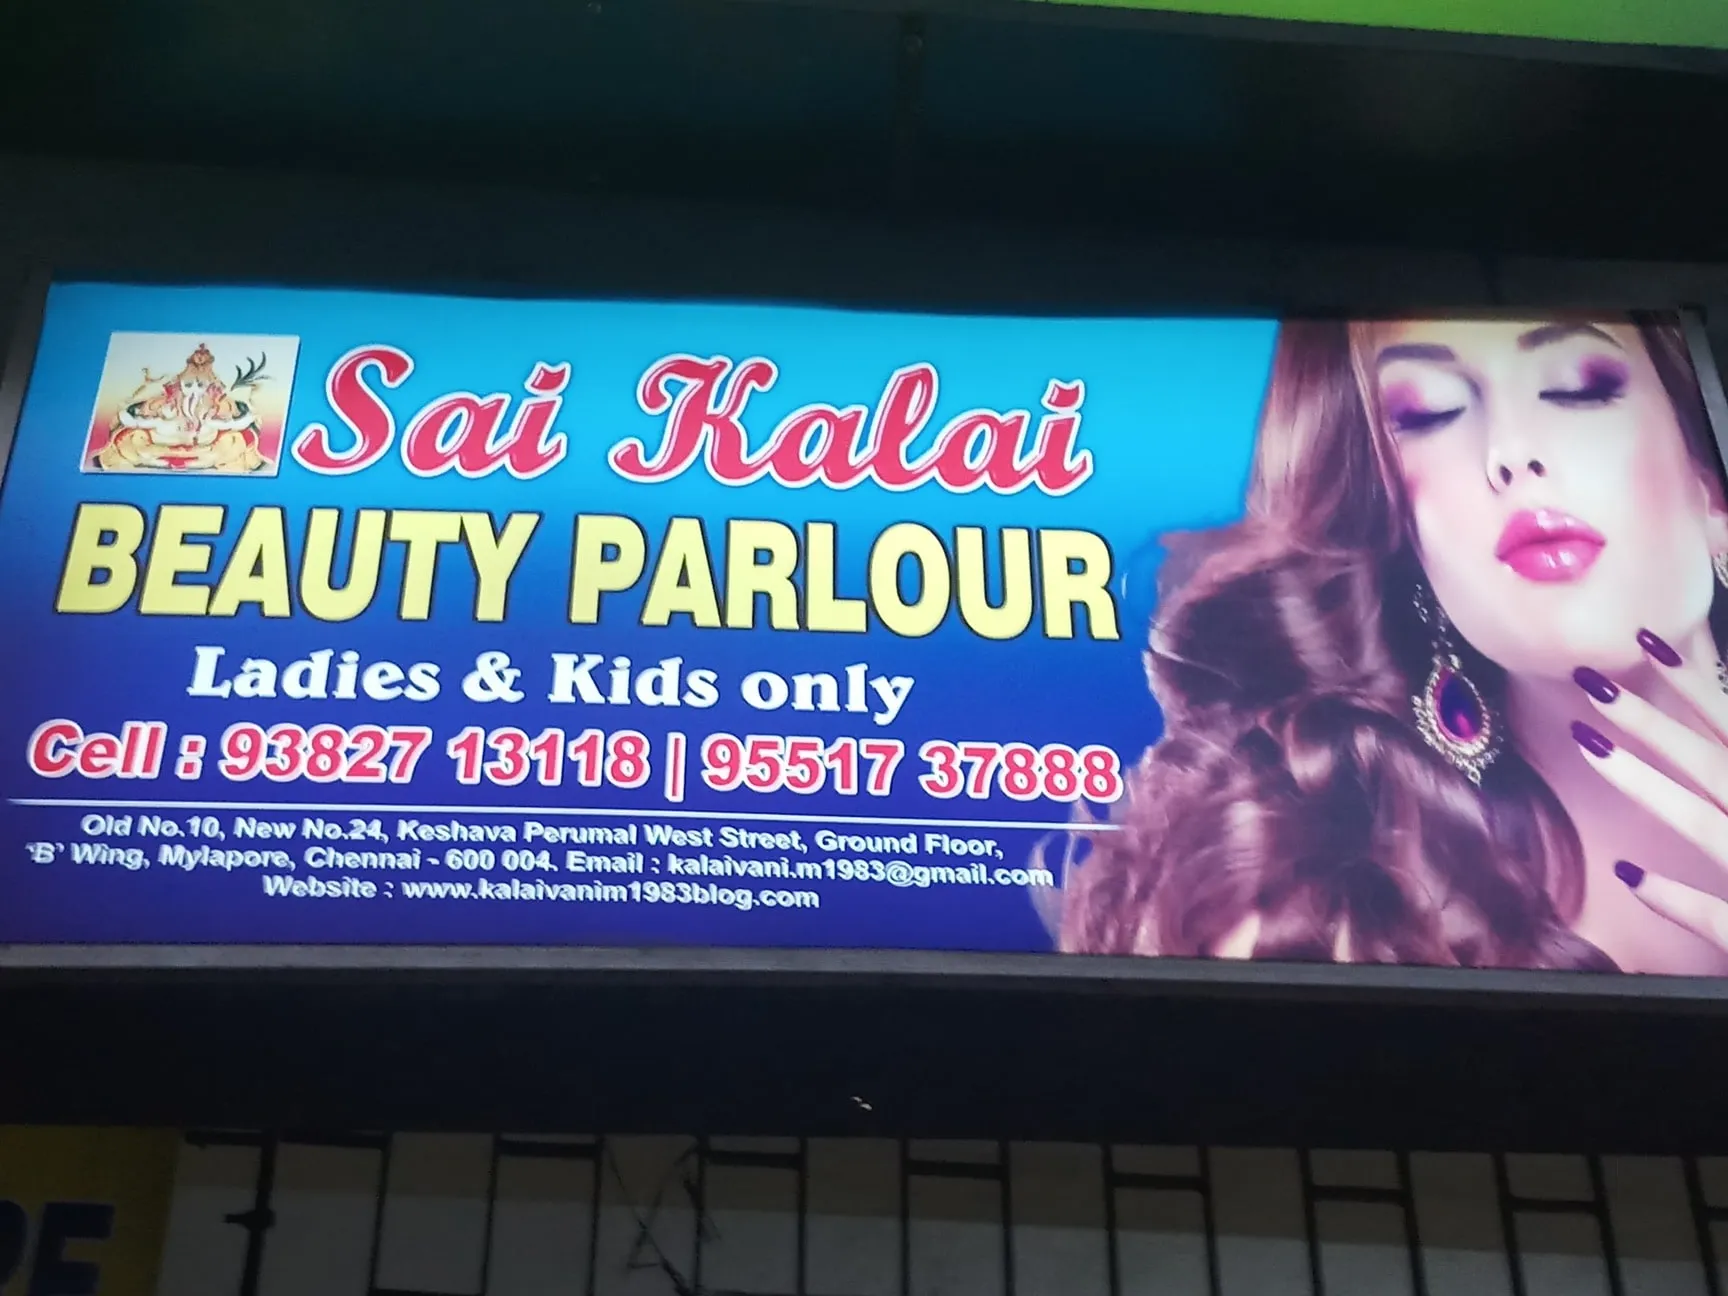 Sai Kalai
BEAUTY PARLOUR
Ladies & Kids only
Cell : 93827 13118 | 95517 37888
Old No.10, New No.24, Keshava Perumal West Street, Ground Floor,
'B' Wing, Mylapore, Chennai - 600 004. Email : kalaivani.m1983@gmail.com
Website : www.kalaivanim1983blog.com